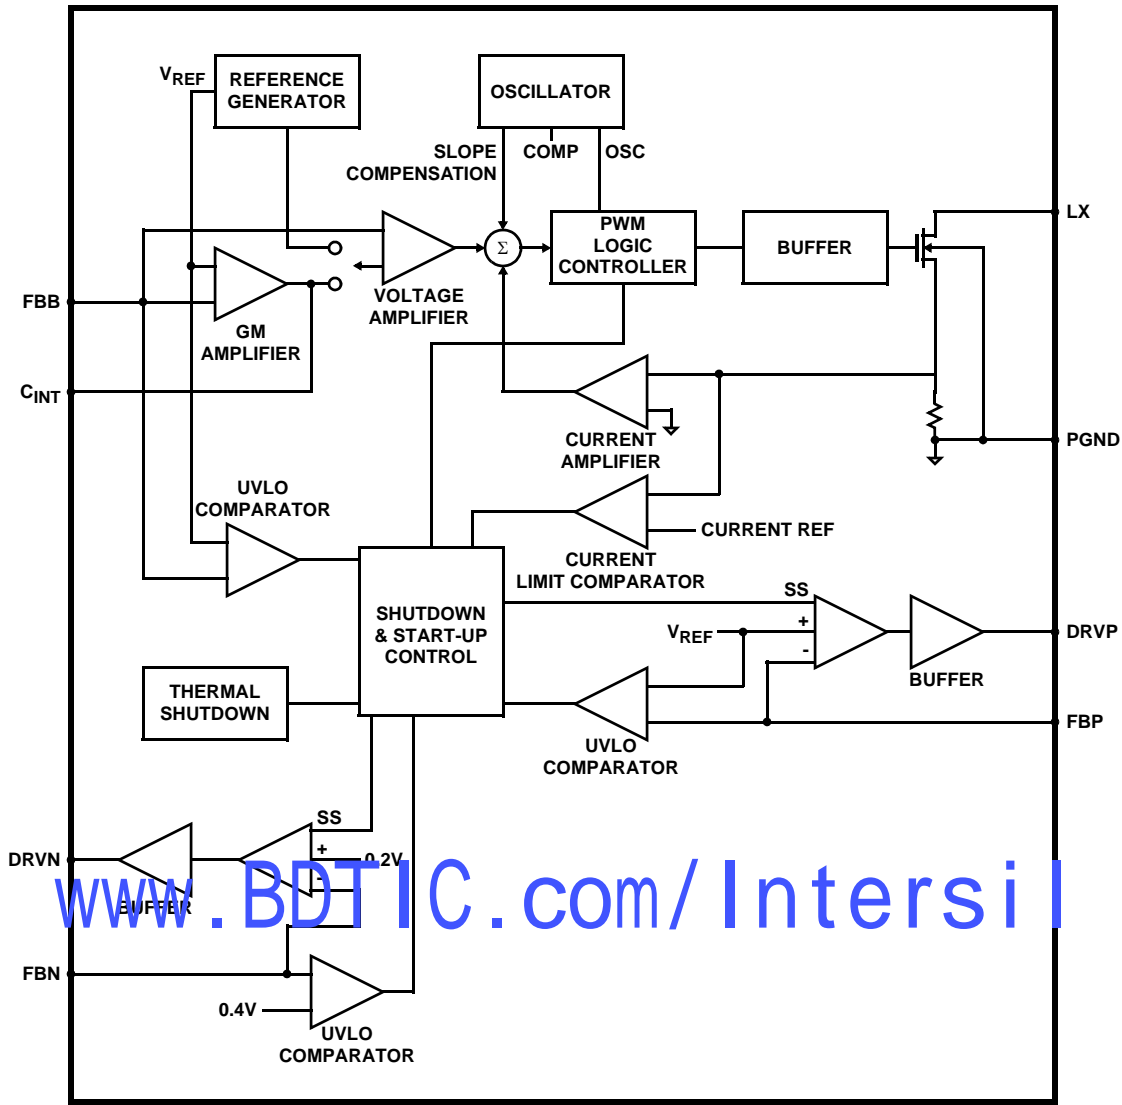 VREF
REFERENCE
GENERATOR
OSCILLATOR
SLOPE
COMPENSATION
COMP
OSC
LX
PWM
LOGIC
CONTROLLER
BUFFER
Σ
FBB
GM
AMPLIFIER
VOLTAGE
AMPLIFIER
CINT
CURRENT
AMPLIFIER
PGND
UVLO
COMPARATOR
CURRENT REF
CURRENT
LIMIT COMPARATOR
SHUTDOWN
& START-UP
CONTROL
SS
+
-
VREF
DRVP
BUFFER
THERMAL
SHUTDOWN
UVLO
COMPARATOR
FBP
SS
+
-
0.2V
DRVN
BUFFER
www.BDTIC.com/Intersil
FBN
0.4V
UVLO
COMPARATOR